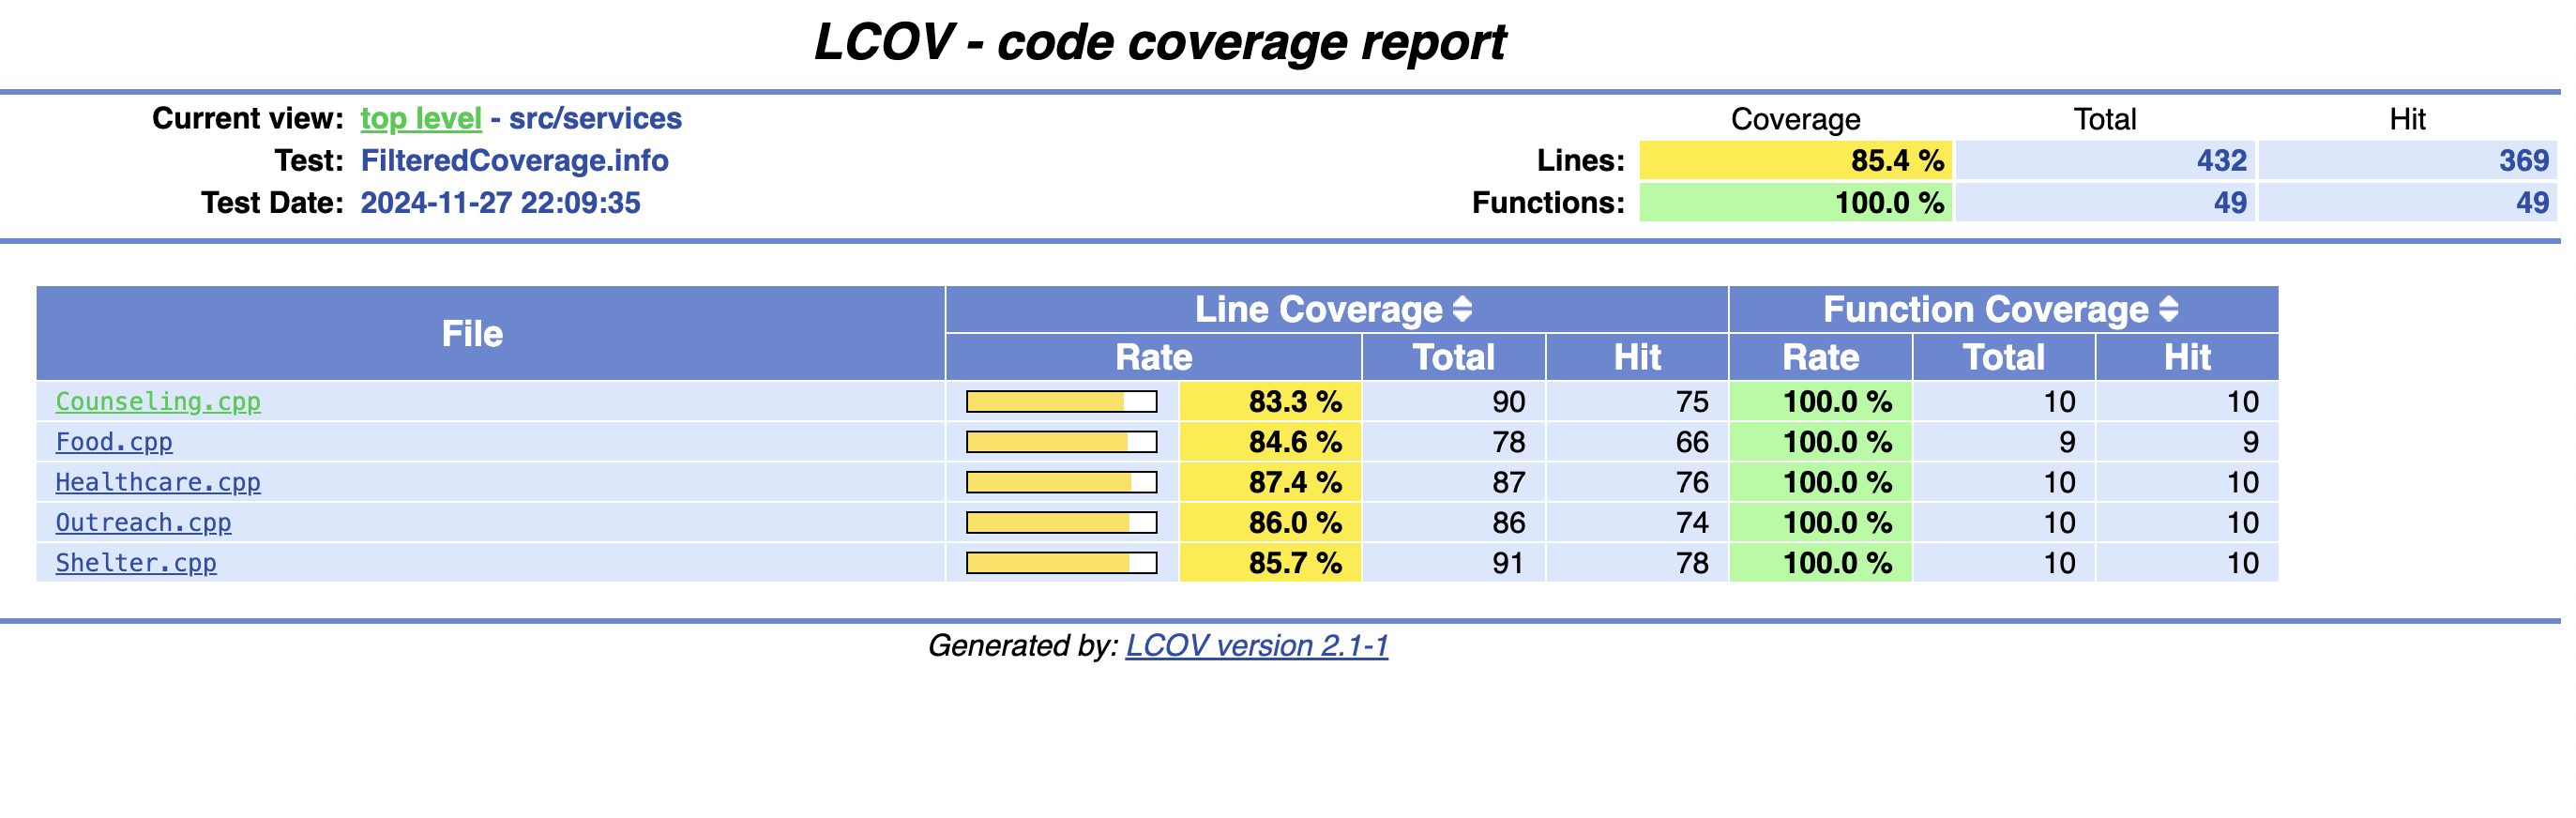 LCOV - code coverage report
Current view: top level - src/services Coverage Total Hit
Test: FilteredCoverage.info Lines: 85.4 % 432 369
Test Date: 2024-11-27 22:09:35 Functions: 100.0 % 49 49
File Line Coverage Function Coverage
Rate Total Hit Rate Total Hit
Counseling.cpp 83.3 % 90 75 100.0 % 10 10
Food.cpp 84.6 % 78 66 100.0 % 9 9
Healthcare.cpp 87.4 % 87 76 100.0 % 10 10
Outreach.cpp 86.0 % 86 74 100.0 % 10 10
Shelter.cpp 85.7 % 91 78 100.0 % 10 10
Generated by: LCOV version 2.1-1